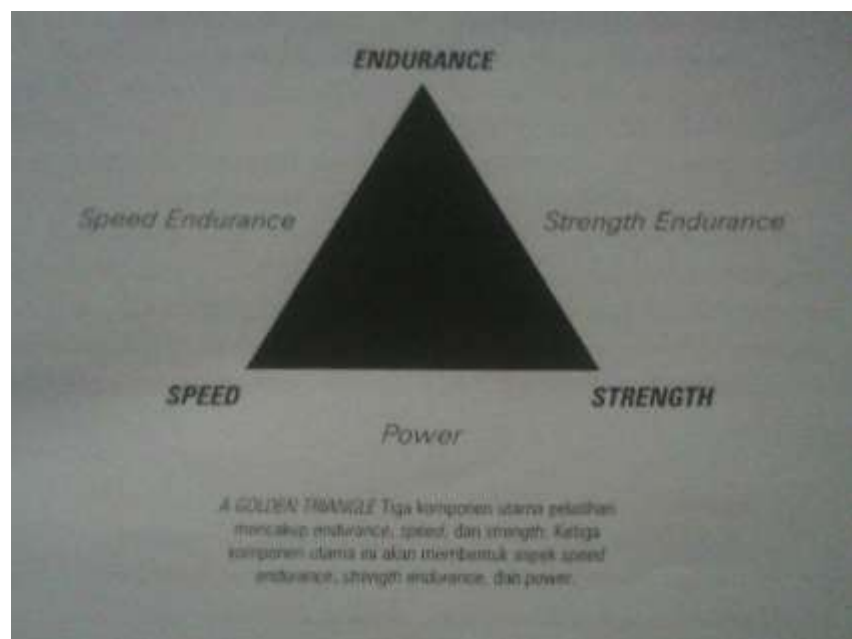 ENDURANCE
Speed Endurance
Strength Endurance
SPEED
STRENGTH
Power
A GOLDEN TRIANGLE Tiga komponen utama pelatihan
mencakup endurance, speed, dan strength. Ketiga
komponen utama ini akan membentuk aspek speed
endurance, strength endurance, dan power.